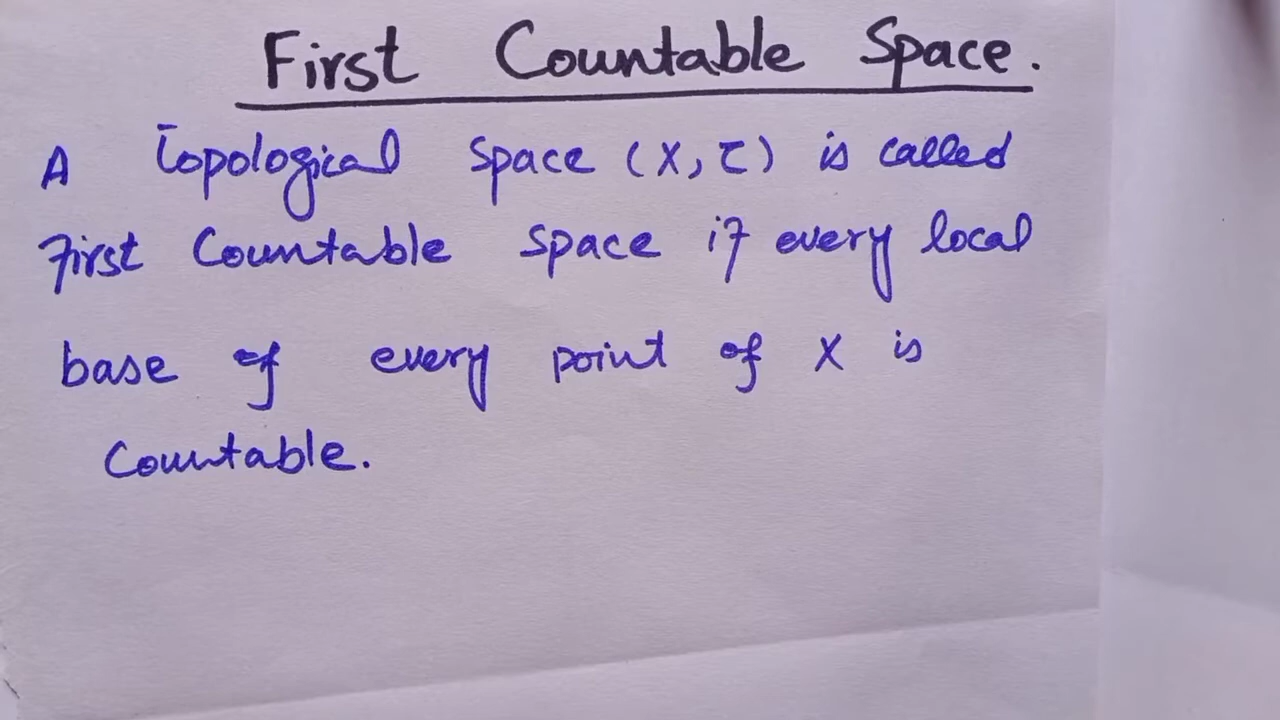 First Countable Space.
A Topological space (X, τ) is called
First Countable space if every local
base of every point of X is
Countable.